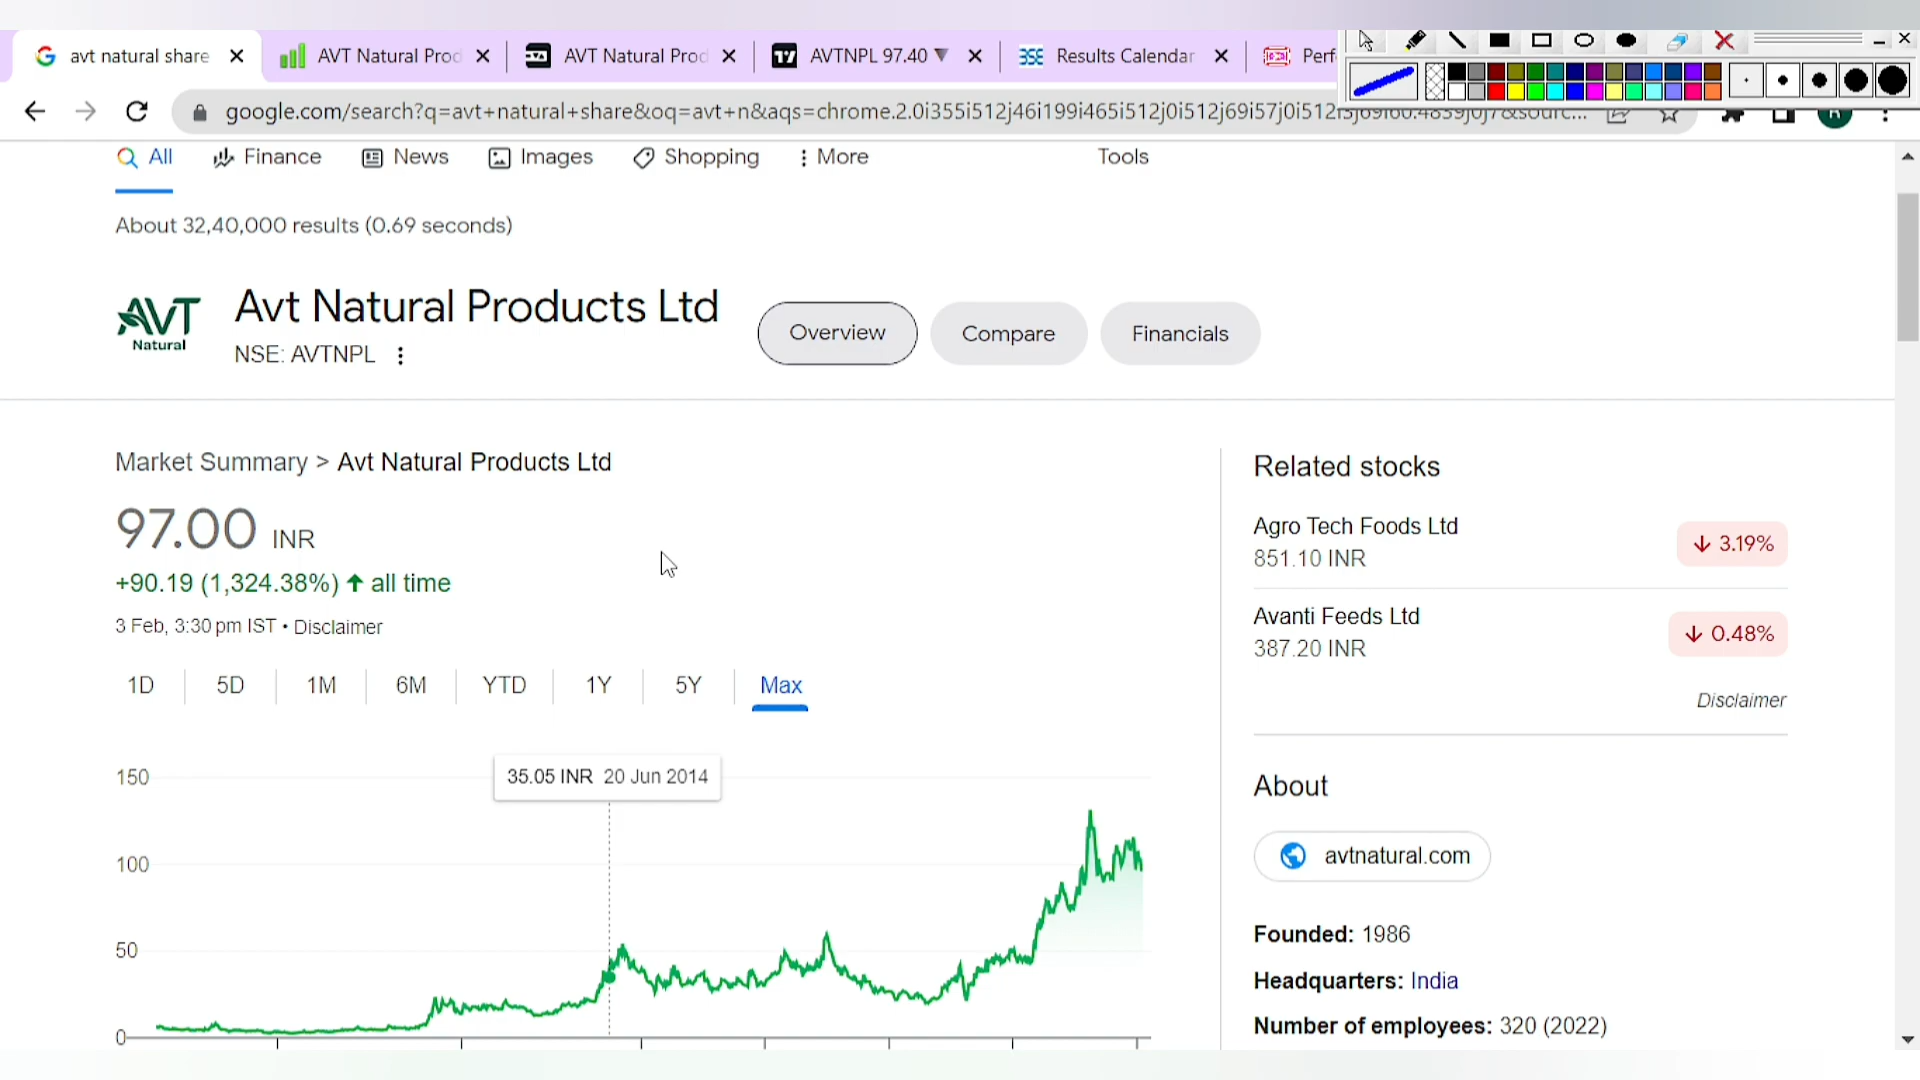 avt natural share
AVT Natural Prod
AVT Natural Prod
AVTNPL 97.40 ▼
Results Calendar
Perf
google.com/search?q=avt+natural+share&oq=avt+n&aqs=chrome.2.0i355i512j46i199i465i512j0i512j69i57j0i512
All
Finance
News
Images
Shopping
More
Tools
About 32,40,000 results (0.69 seconds)
AVT
Natural
Avt Natural Products Ltd
NSE: AVTNPL
Overview
Compare
Financials
Market Summary > Avt Natural Products Ltd
97.00 INR
+90.19 (1,324.38%) ↑ all time
3 Feb, 3:30 pm IST • Disclaimer
1D
5D
1M
6M
YTD
1Y
5Y
Max
35.05 INR 20 Jun 2014
150
100
50
0
Related stocks
Agro Tech Foods Ltd
851.10 INR
↓ 3.19%
Avanti Feeds Ltd
387.20 INR
↓ 0.48%
Disclaimer
About
avtnatural.com
Founded: 1986
Headquarters: India
Number of employees: 320 (2022)